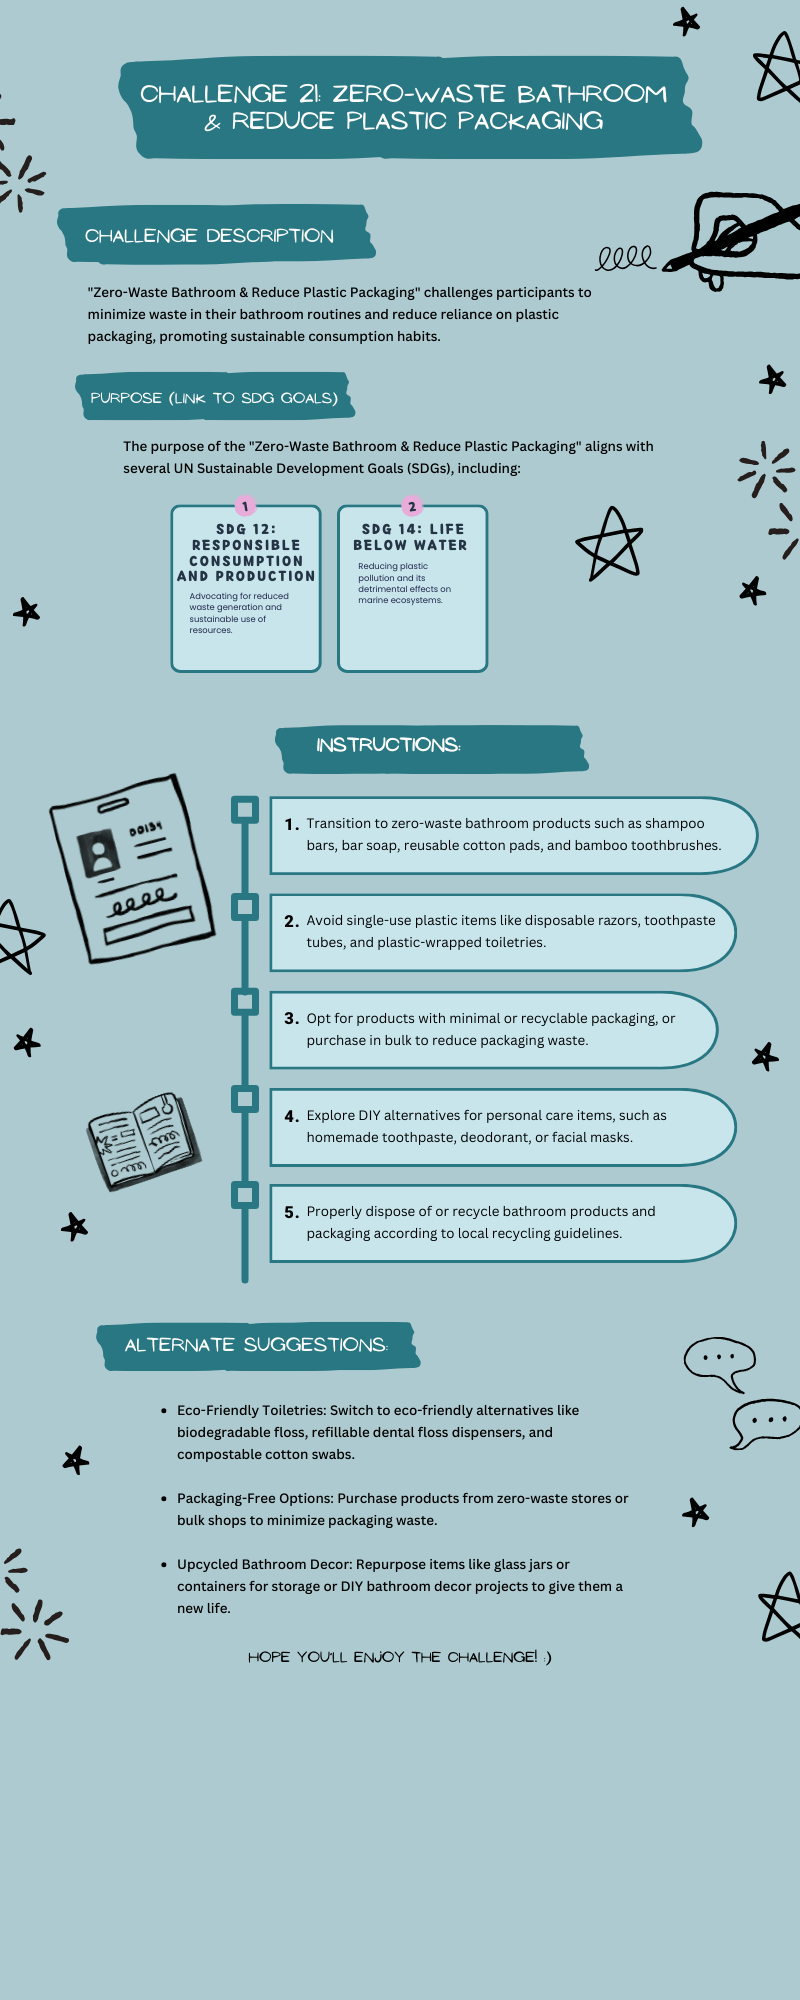 CHALLENGE 21: ZERO-WASTE BATHROOM
& REDUCE PLASTIC PACKAGING
CHALLENGE DESCRIPTION
"Zero-Waste Bathroom & Reduce Plastic Packaging" challenges participants to
minimize waste in their bathroom routines and reduce reliance on plastic
packaging, promoting sustainable consumption habits.
PURPOSE (LINK TO SDG GOALS)
The purpose of the "Zero-Waste Bathroom & Reduce Plastic Packaging" aligns with
several UN Sustainable Development Goals (SDGs), including:
1
SDG 12:
RESPONSIBLE
CONSUMPTION
AND PRODUCTION
Advocating for reduced
waste generation and
sustainable use of
resources.
2
SDG 14: LIFE
BELOW WATER
Reducing plastic
pollution and its
detrimental effects on
marine ecosystems.
INSTRUCTIONS:
1. Transition to zero-waste bathroom products such as shampoo
bars, bar soap, reusable cotton pads, and bamboo toothbrushes.
2. Avoid single-use plastic items like disposable razors, toothpaste
tubes, and plastic-wrapped toiletries.
3. Opt for products with minimal or recyclable packaging, or
purchase in bulk to reduce packaging waste.
4. Explore DIY alternatives for personal care items, such as
homemade toothpaste, deodorant, or facial masks.
5. Properly dispose of or recycle bathroom products and
packaging according to local recycling guidelines.
ALTERNATE SUGGESTIONS:
• Eco-Friendly Toiletries: Switch to eco-friendly alternatives like
biodegradable floss, refillable dental floss dispensers, and
compostable cotton swabs.
• Packaging-Free Options: Purchase products from zero-waste stores or
bulk shops to minimize packaging waste.
• Upcycled Bathroom Decor: Repurpose items like glass jars or
containers for storage or DIY bathroom decor projects to give them a
new life.
HOPE YOU'LL ENJOY THE CHALLENGE! :)